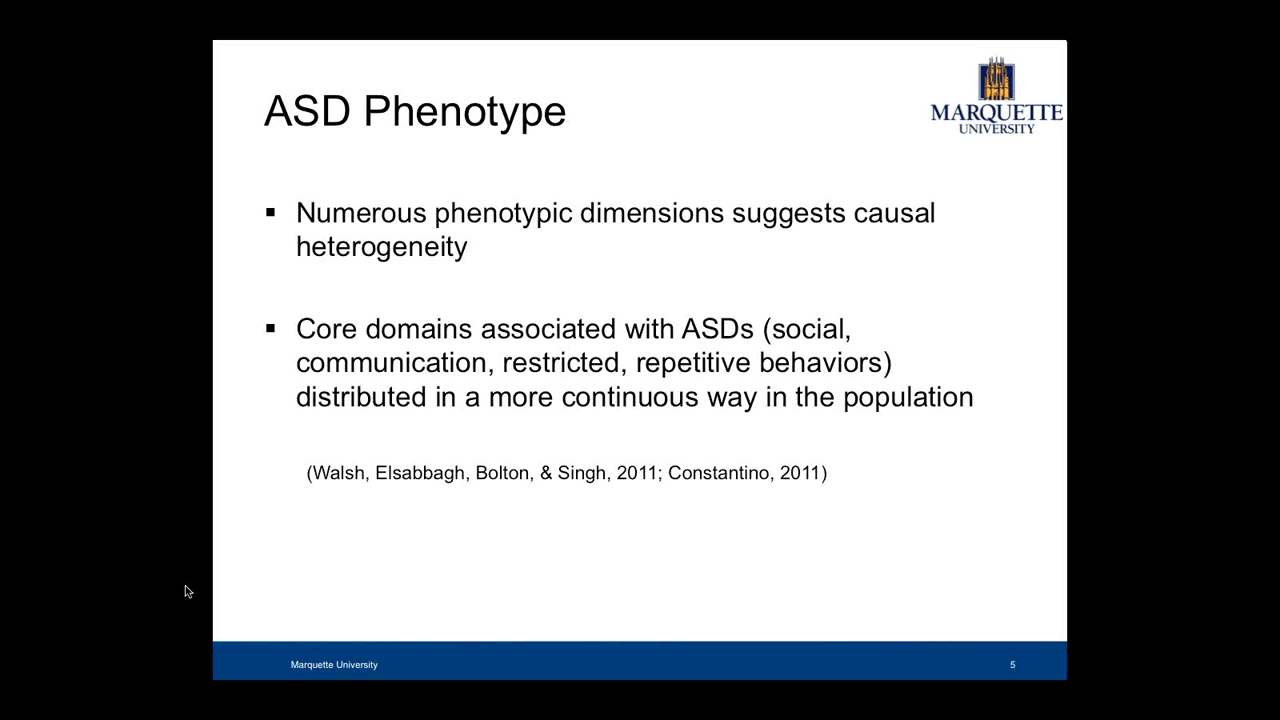 ASD Phenotype
MARQUETTE
UNIVERSITY
Numerous phenotypic dimensions suggests causal
heterogeneity
Core domains associated with ASDs (social,
communication, restricted, repetitive behaviors)
distributed in a more continuous way in the population
(Walsh, Elsabbagh, Bolton, & Singh, 2011; Constantino, 2011)
Marquette University
5